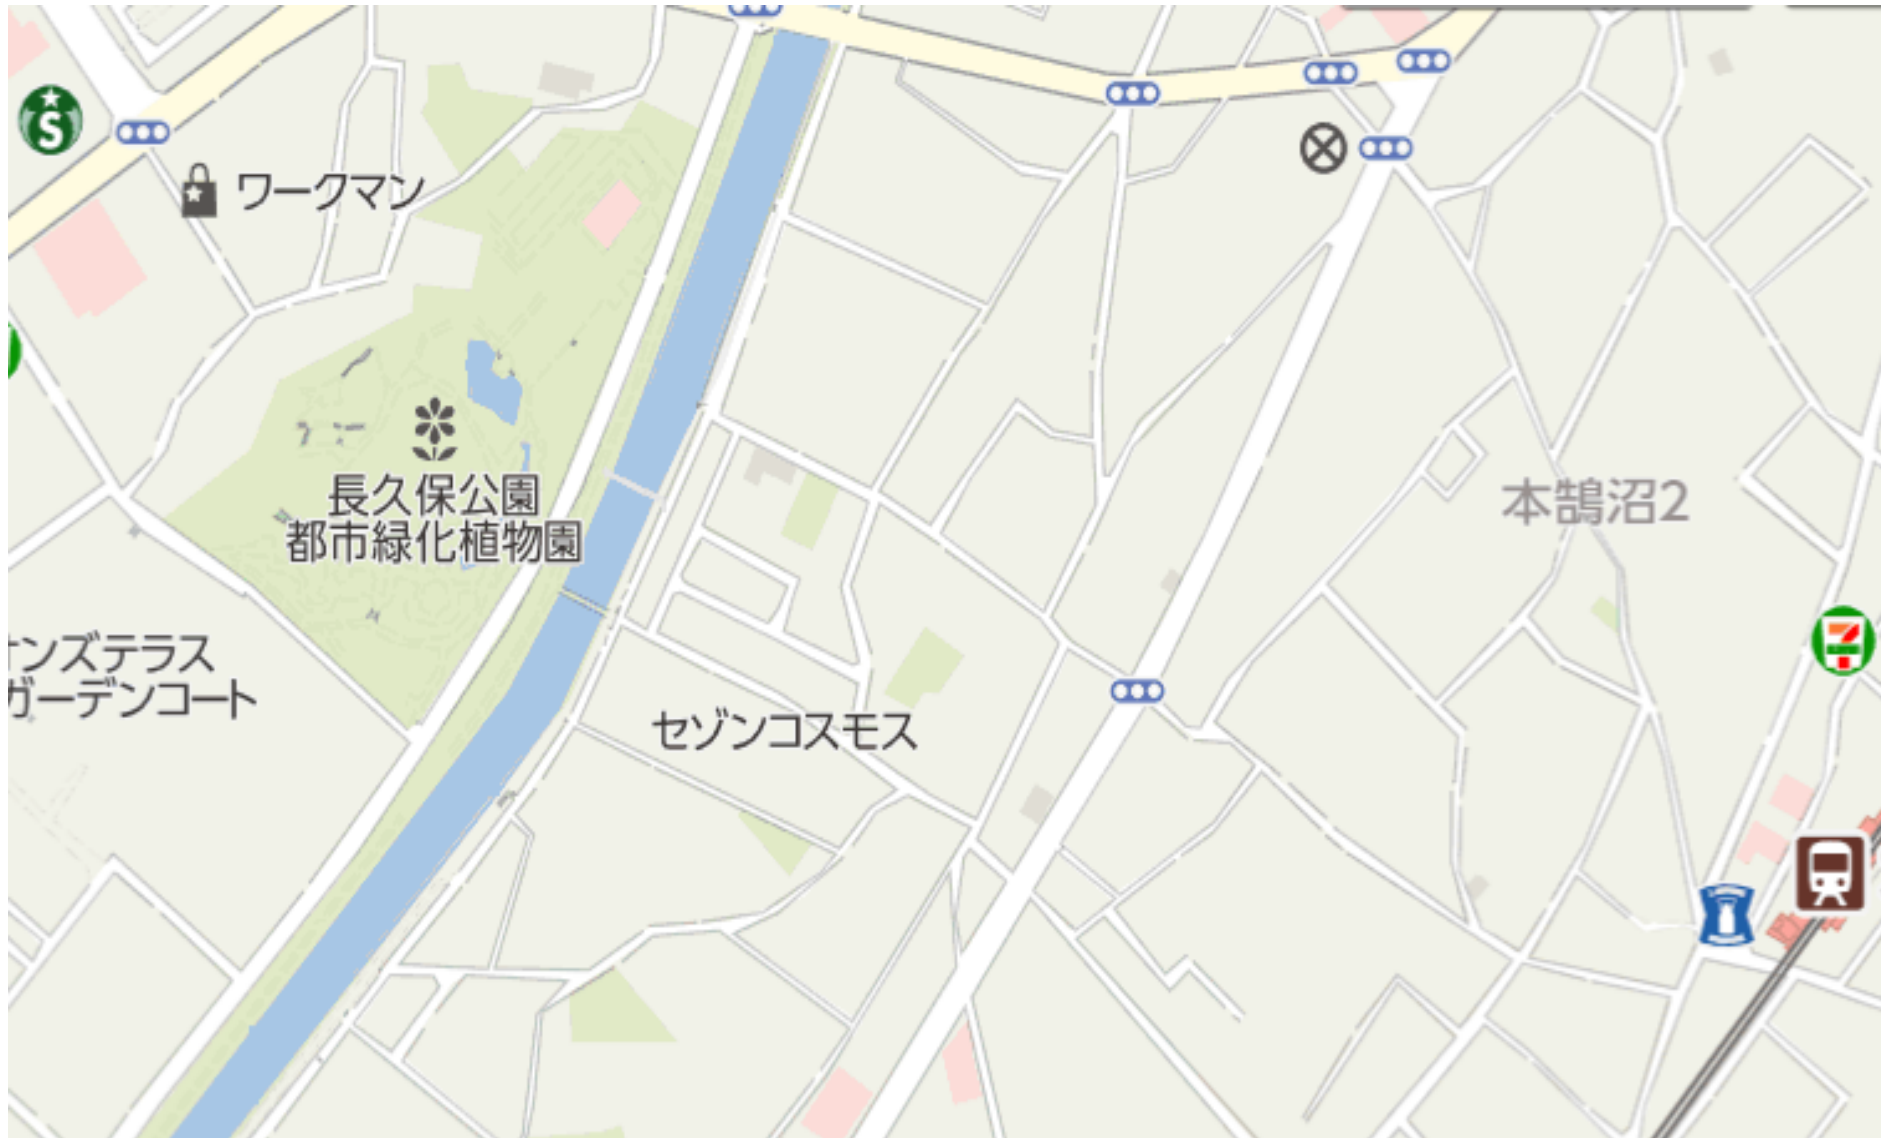 S
ワークマン
長久保公園
都市緑化植物園
本鵠沼2
ンズテラス
ガーデンコート
7
セゾンコスモス